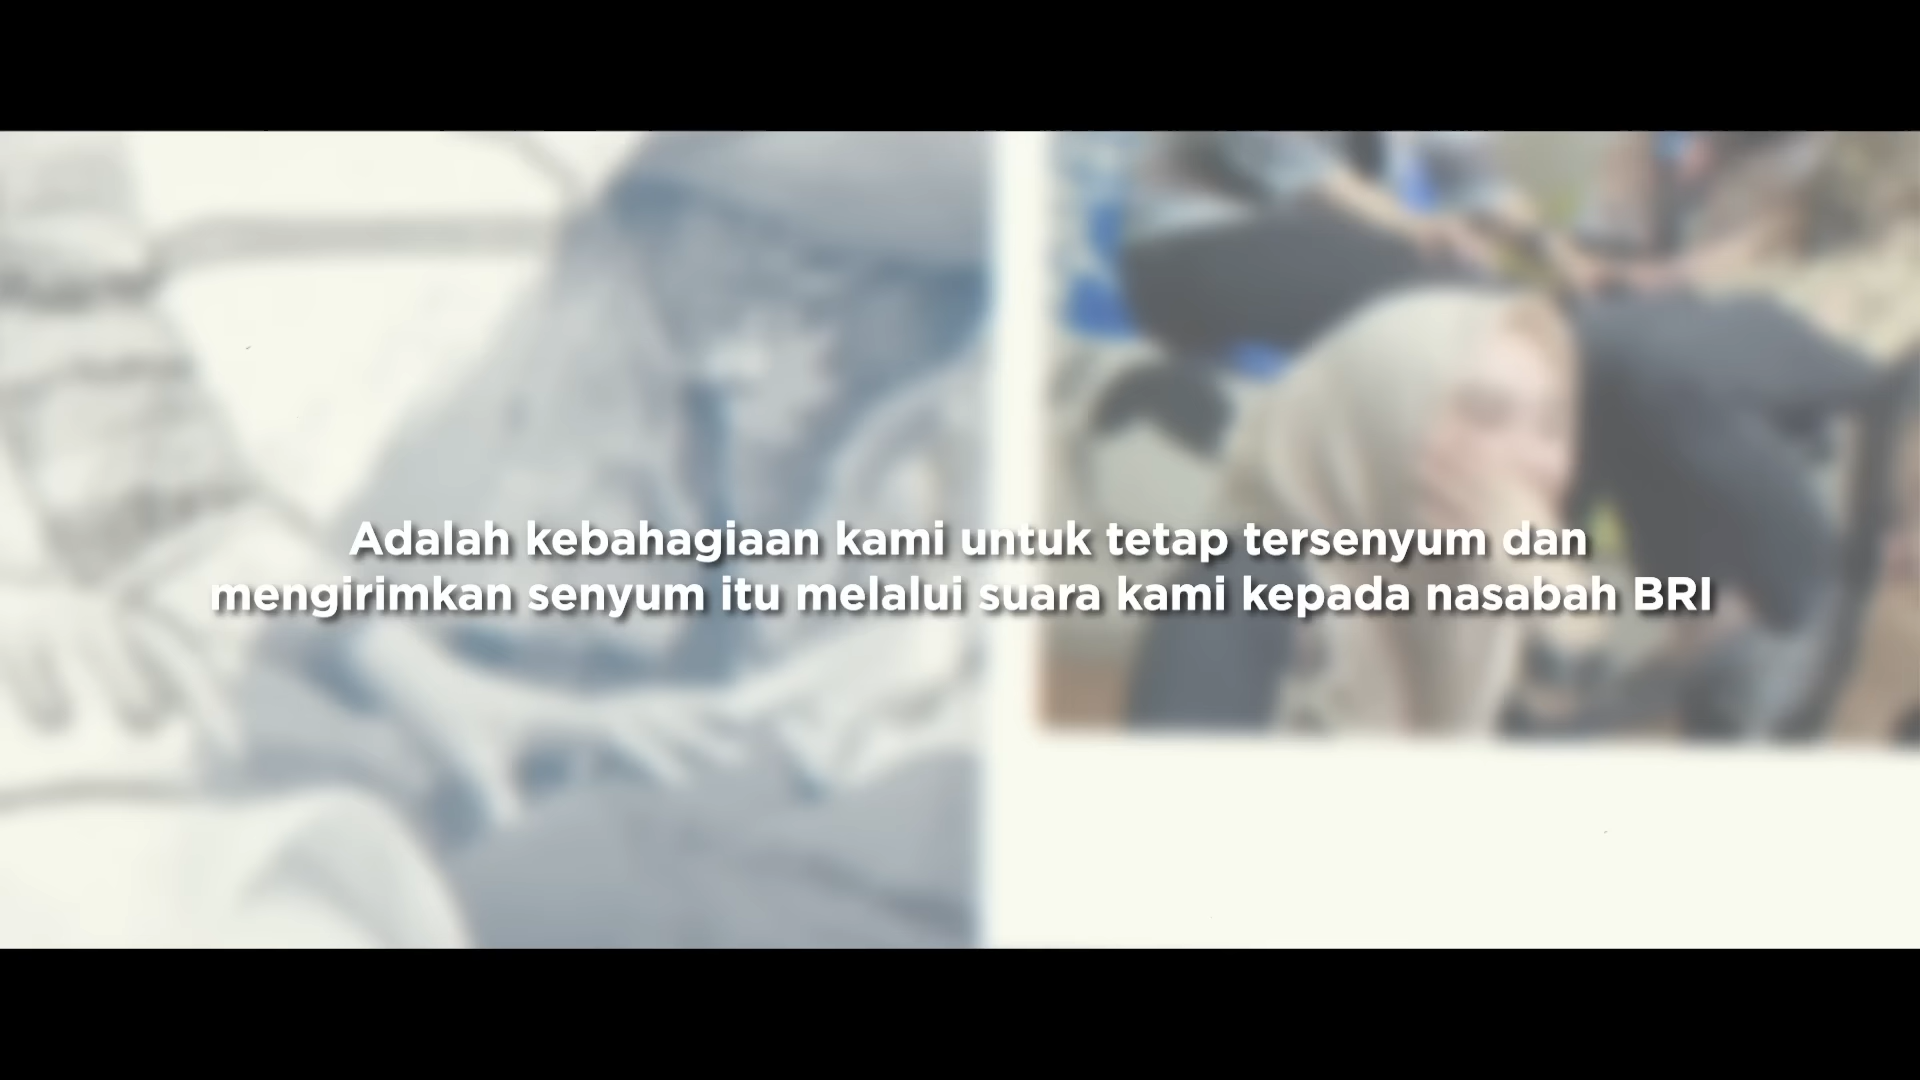 Adalah kebahagiaan kami untuk tetap tersenyum dan
mengirimkan senyum itu melalui suara kami kepada nasabah BRI